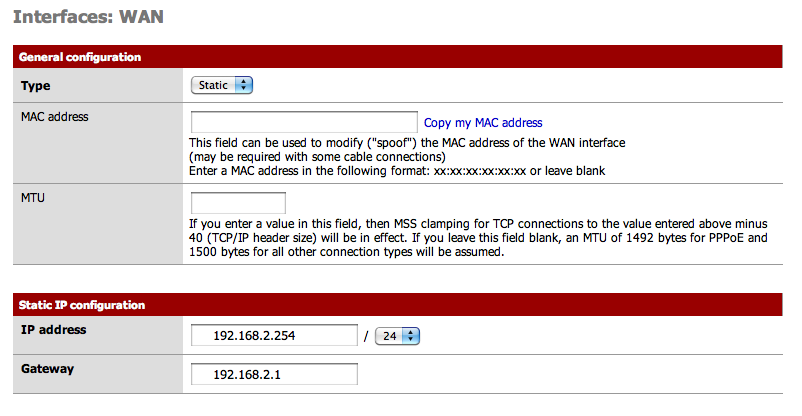 Interfaces: WAN
General configuration
Type
Static
MAC address
Copy my MAC address
This field can be used to modify ("spoof") the MAC address of the WAN interface
(may be required with some cable connections)
Enter a MAC address in the following format: xx:xx:xx:xx:xx:xx or leave blank
MTU
If you enter a value in this field, then MSS clamping for TCP connections to the value entered above minus
40 (TCP/IP header size) will be in effect. If you leave this field blank, an MTU of 1492 bytes for PPPoE and
1500 bytes for all other connection types will be assumed.
Static IP configuration
IP address
192.168.2.254 / 24
Gateway
192.168.2.1